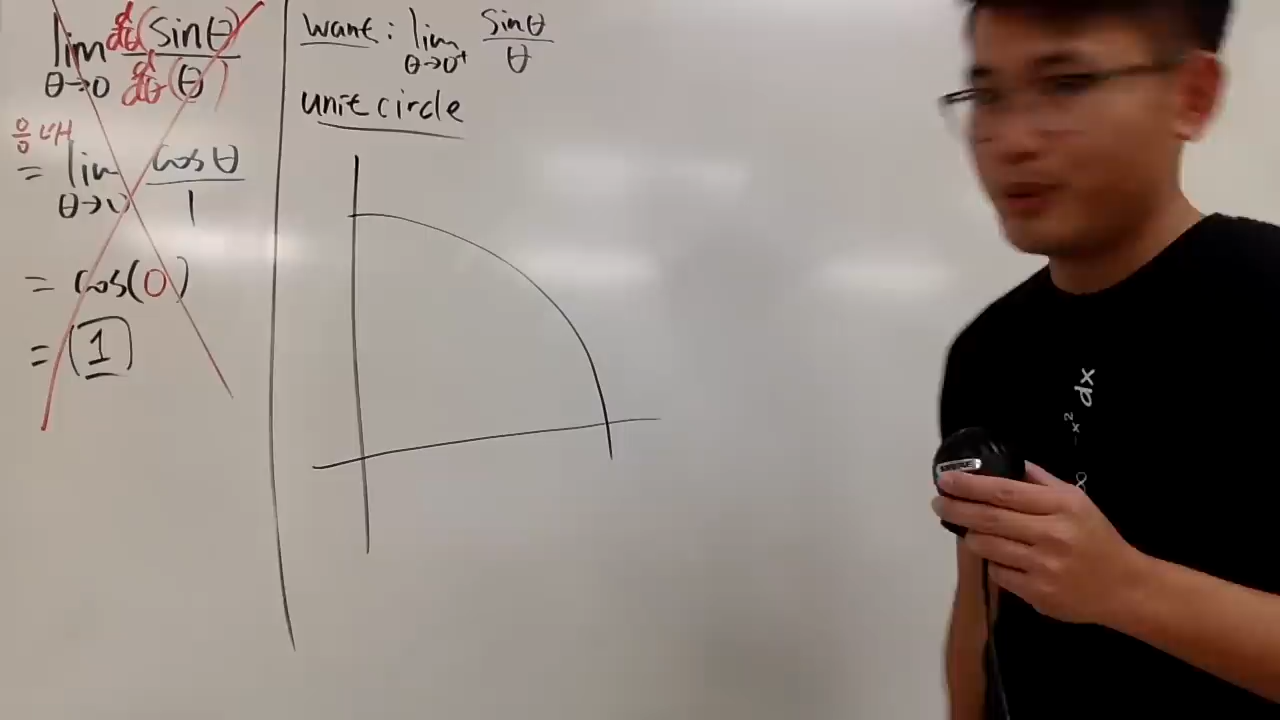 lim d/dθ(sinθ) / d/dθ(θ)
θ→0
0/0 L'H
= lim cosθ / 1
θ→0
= cos(0)
= 1
Want: lim sinθ / θ
θ→0⁺
unit circle
-x² dx
∞